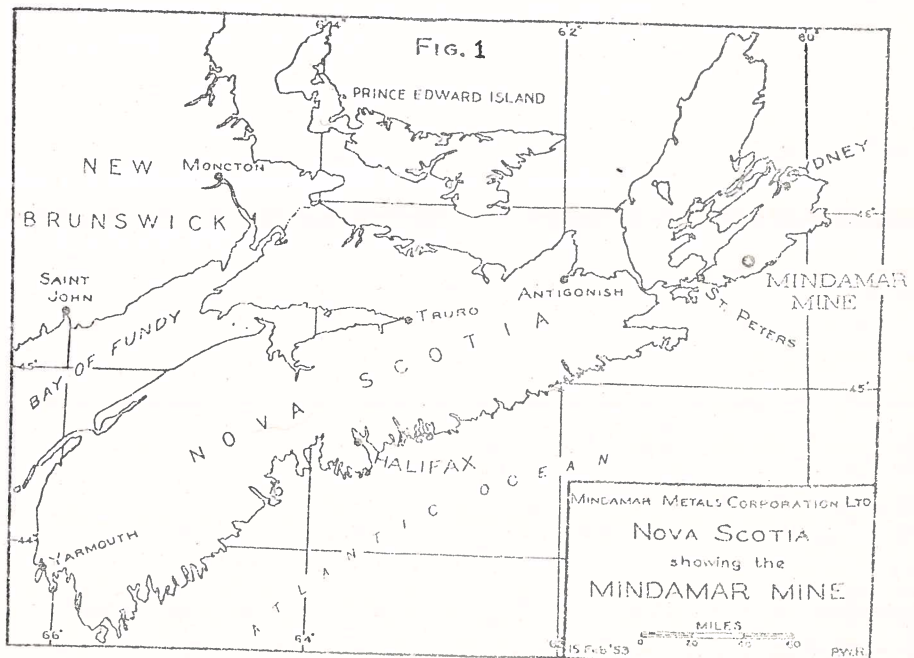 FIG. 1
64°
62°
60°
PRINCE EDWARD ISLAND
NEW
BRUNSWICK
MONCTON
SYDNEY
46°
SAINT
JOHN
ANTIGONISH
MINDAMAR
MINE
ST. PETERS
TRURO
BAY OF FUNDY
45°
45°
NOVA SCOTIA
HALIFAX
ATLANTIC OCEAN
44°
YARMOUTH
66°
64°
MINDAMAR METALS CORPORATION LTD
NOVA SCOTIA
showing the
MINDAMAR MINE
MILES
15 Feb '53
P.W.R.